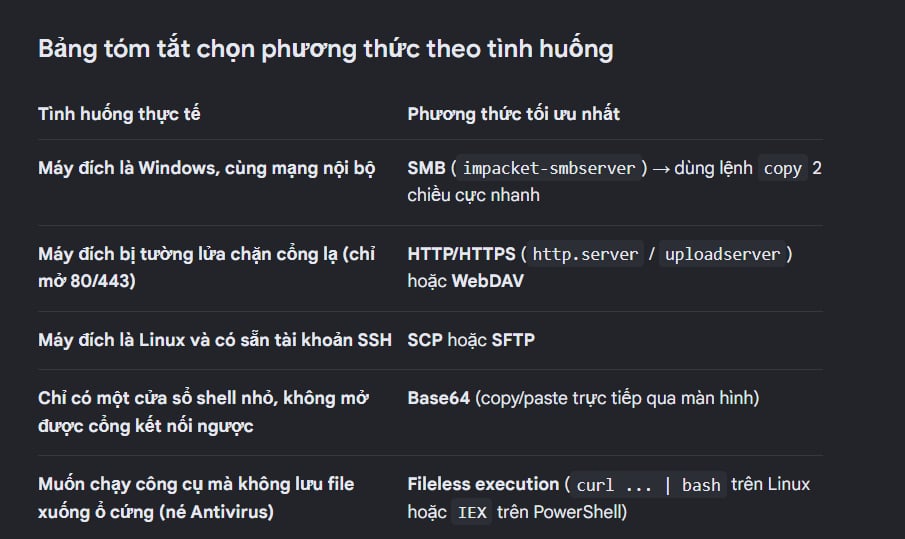 Bảng tóm tắt chọn phương thức theo tình huống
Tình huống thực tế
Phương thức tối ưu nhất
Máy đích là Windows, cùng mạng nội bộ
SMB ( impacket-smbserver ) → dùng lệnh copy 2
chiều cực nhanh
Máy đích bị tường lửa chặn cổng lạ (chỉ
mở 80/443)
HTTP/HTTPS ( http.server / uploadserver )
hoặc WebDAV
Máy đích là Linux và có sẵn tài khoản SSH
SCP hoặc SFTP
Chỉ có một cửa sổ shell nhỏ, không mở
được cổng kết nối ngược
Base64 (copy/paste trực tiếp qua màn hình)
Muốn chạy công cụ mà không lưu file
xuống ổ cứng (né Antivirus)
Fileless execution ( curl ... | bash trên Linux
hoặc IEX trên PowerShell)